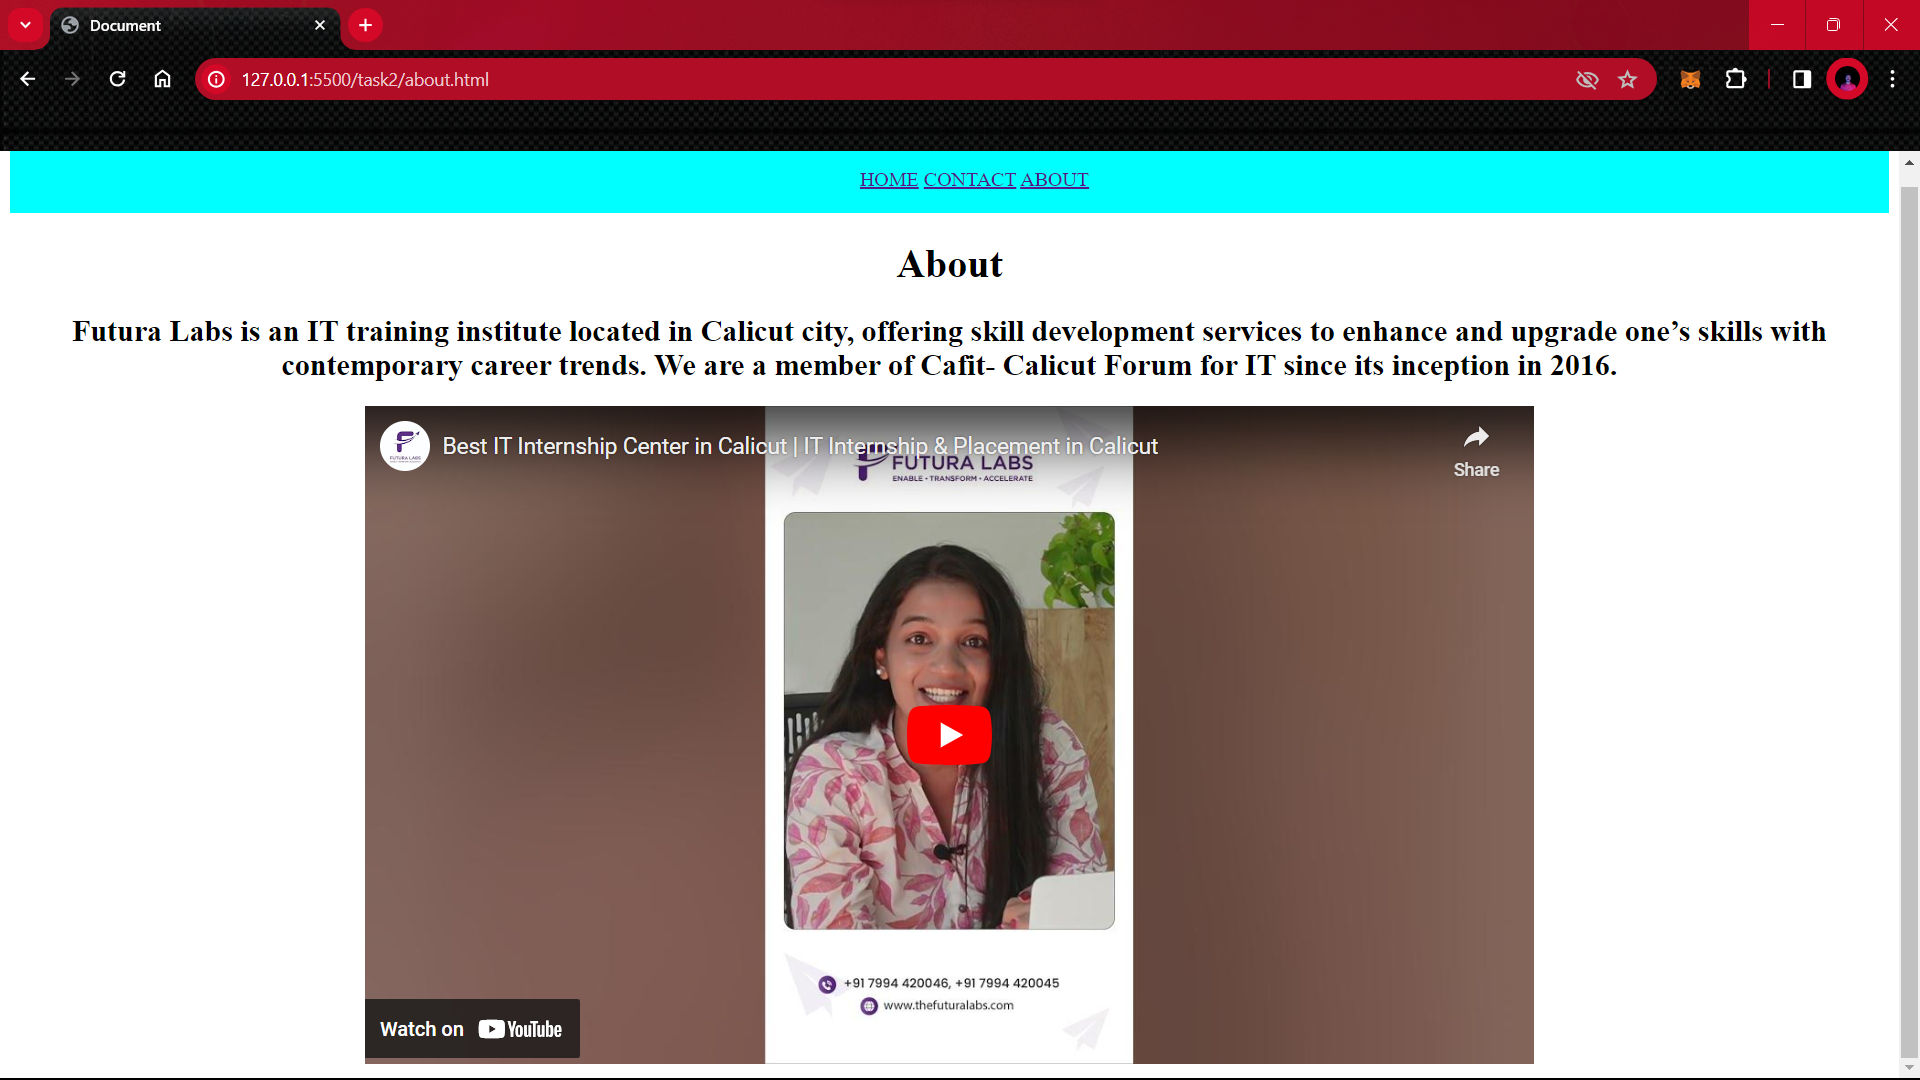 Document
127.0.0.1:5500/task2/about.html
HOME CONTACT ABOUT
About
Futura Labs is an IT training institute located in Calicut city, offering skill development services to enhance and upgrade one’s skills with
contemporary career trends. We are a member of Cafit- Calicut Forum for IT since its inception in 2016.
FUTURA LABS
Best IT Internship Center in Calicut | IT Internship & Placement in Calicut
Share
FUTURA LABS
ENABLE • TRANSFORM • ACCELERATE
+91 7994 420046, +91 7994 420045
www.thefuturalabs.com
Watch on YouTube